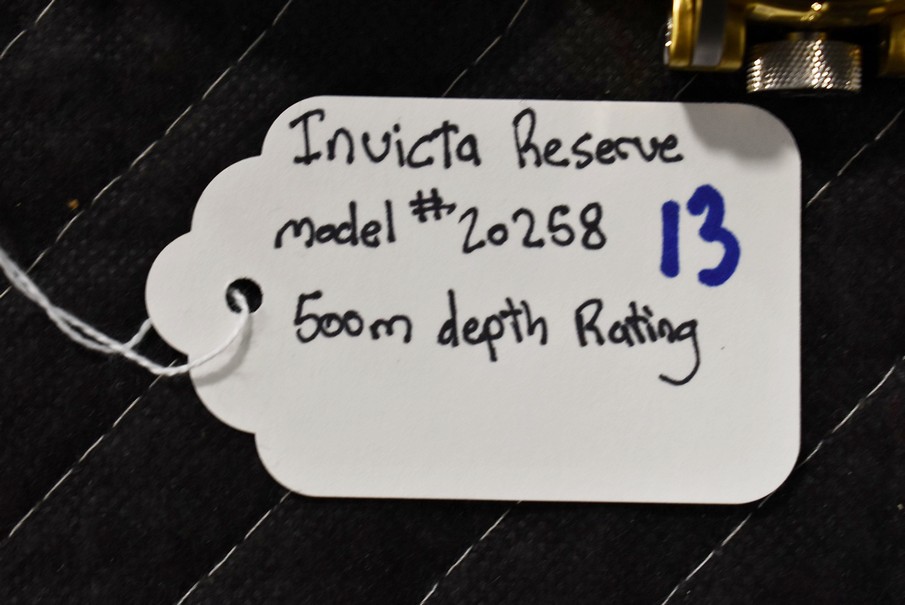 Invicta Reserve
model # 20258
13
500m depth Rating